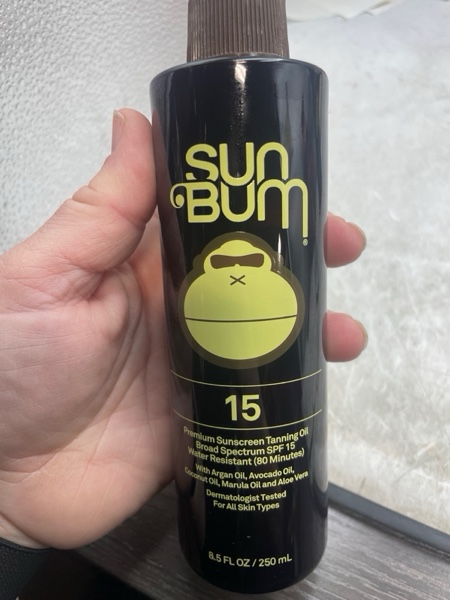 sun
BUM®
15
Premium Sunscreen Tanning Oil
Broad Spectrum SPF 15
Water Resistant (80 Minutes)
With Argan Oil, Avocado Oil,
Coconut Oil, Marula Oil and Aloe Vera
Dermatologist Tested
For All Skin Types
8.5 FL OZ / 250 mL